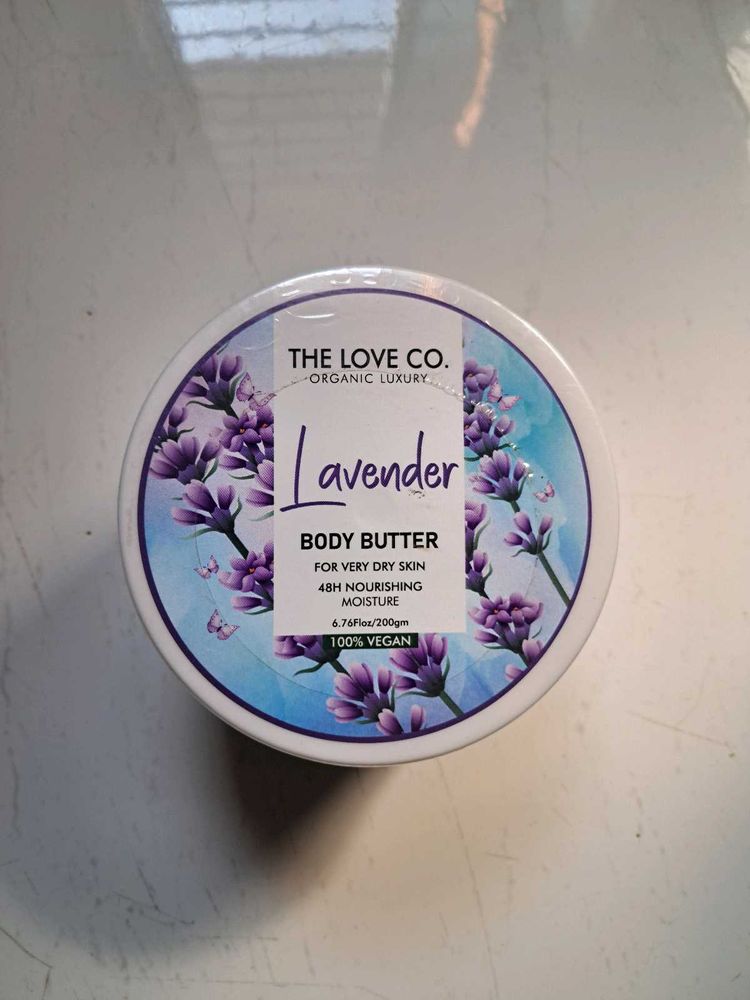 THE LOVE CO.
ORGANIC LUXURY
Lavender
BODY BUTTER
FOR VERY DRY SKIN
48H NOURISHING
MOISTURE
6.76Floz/200gm
100% VEGAN